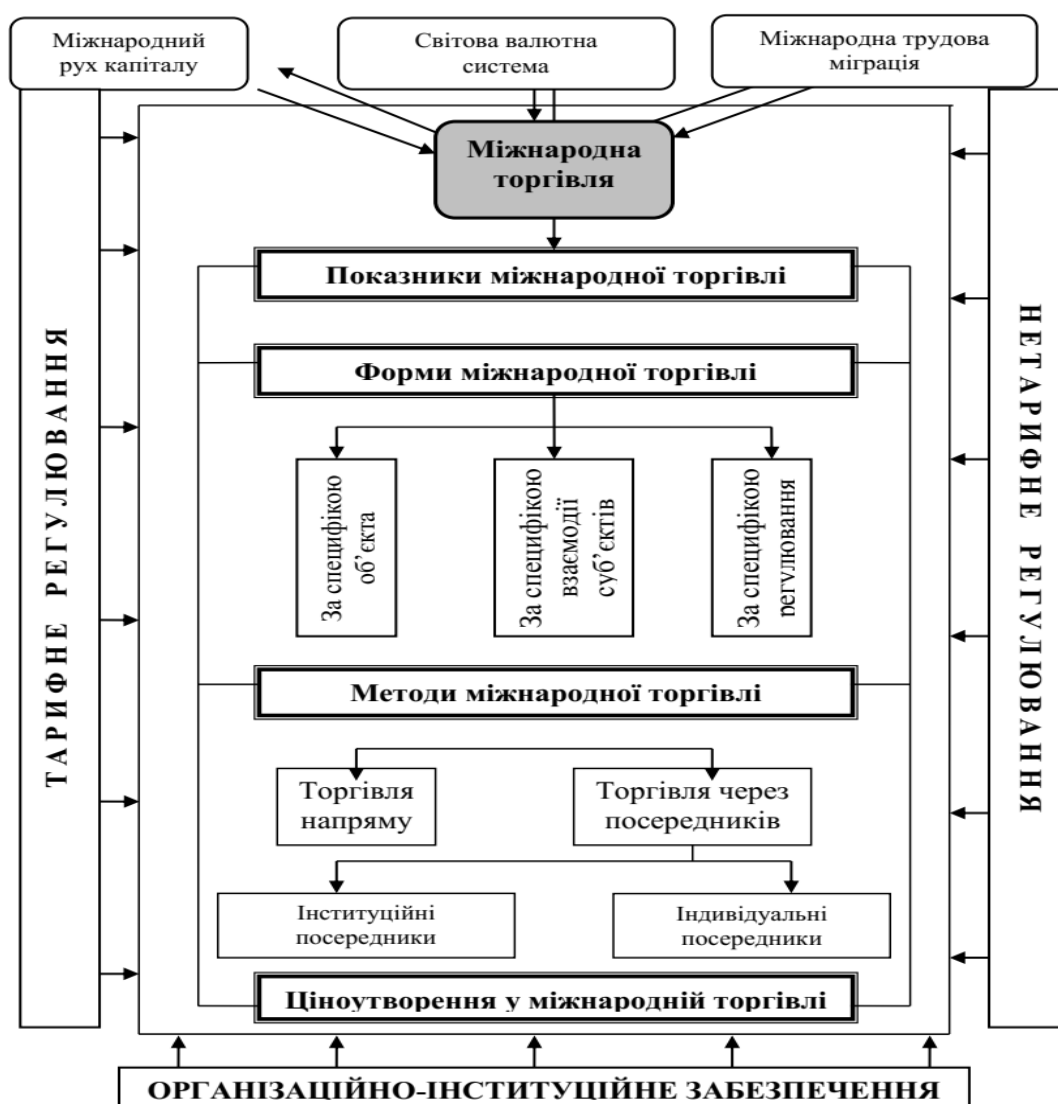 Міжнародний
рух капіталу
Світова валютна
система
Міжнародна трудова
міграція
Міжнародна
торгівля
Показники міжнародної торгівлі
Форми міжнародної торгівлі
За специфікою
об’єкта
За специфікою
взаємодії
суб’єктів
За специфікою
регулювання
Методи міжнародної торгівлі
Торгівля
напряму
Торгівля через
посередників
Інституційні
посередники
Індивідуальні
посередники
Ціноутворення у міжнародній торгівлі
ТАРИФНЕ РЕГУЛЮВАННЯ
НЕТАРИФНЕ РЕГУЛЮВАННЯ
ОРГАНІЗАЦІЙНО-ІНСТИТУЦІЙНЕ ЗАБЕЗПЕЧЕННЯ